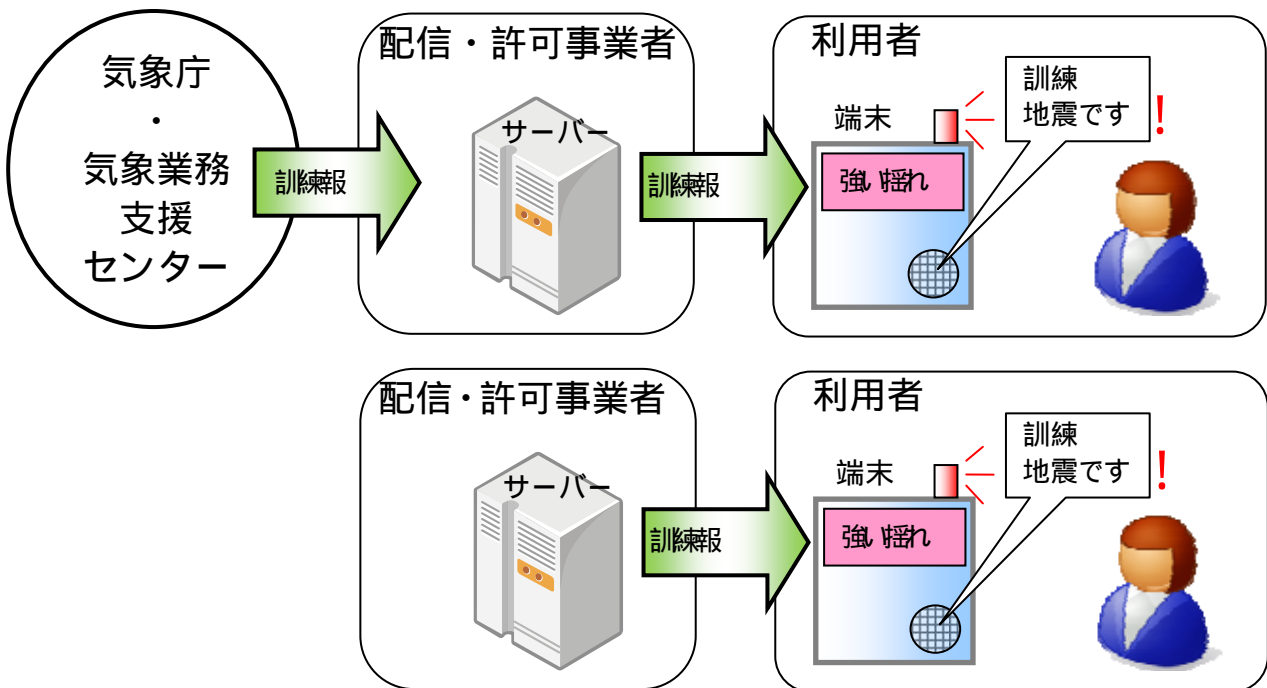 気象庁
・
気象業務
支援
センター
訓練報
配信・許可事業者
サーバー
訓練報
利用者
端末
強い揺れ
訓練
地震です
!
配信・許可事業者
サーバー
訓練報
利用者
端末
強い揺れ
訓練
地震です
!